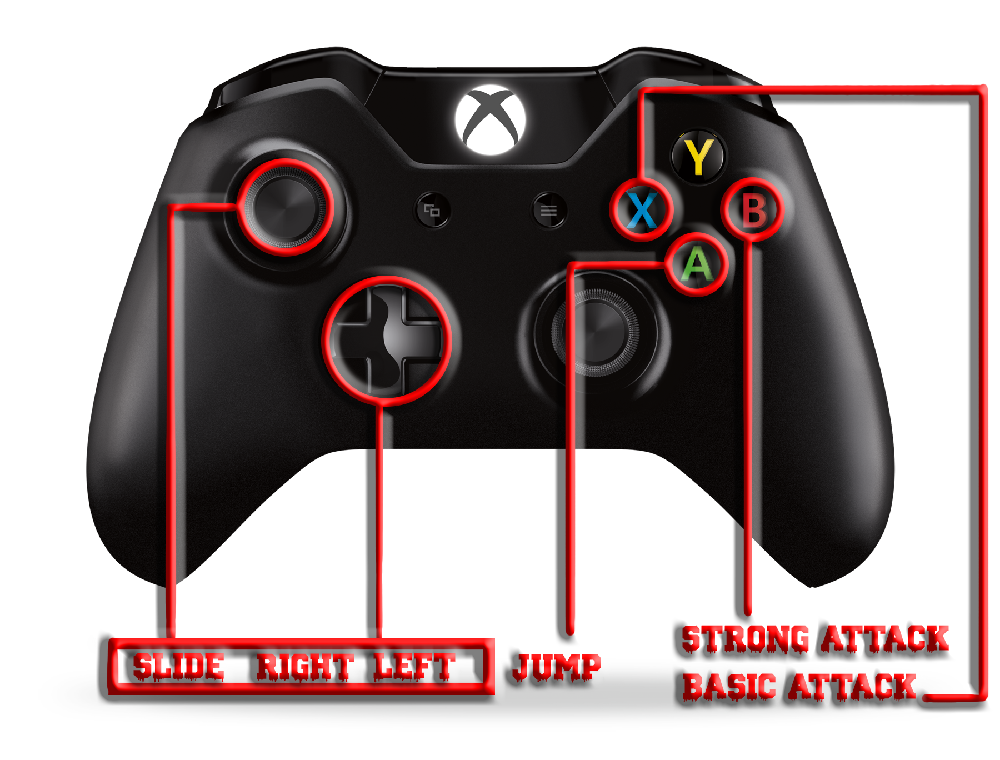 Y
X B
A
SLIDE RIGHT LEFT
JUMP
STRONG ATTACK
BASIC ATTACK